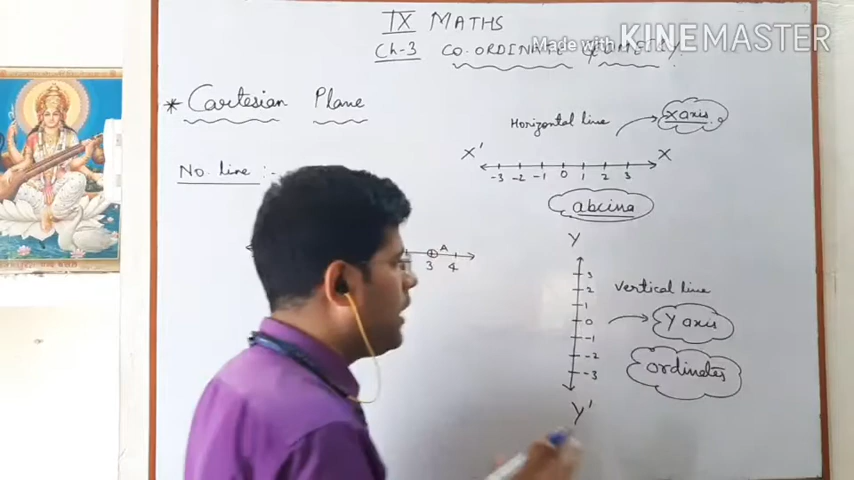 IX MATHS
Ch-3 CO-ORDINATE GEOMETRY
Made with KINEMASTER
* Cartesian Plane
Horizontal line
x axis
No. line :-
X' X
-3 -2 -1 0 1 2 3
abcina
A
3 4
Y
3
2
1
0
-1
-2
-3
Y'
vertical line
y axis
ordinates